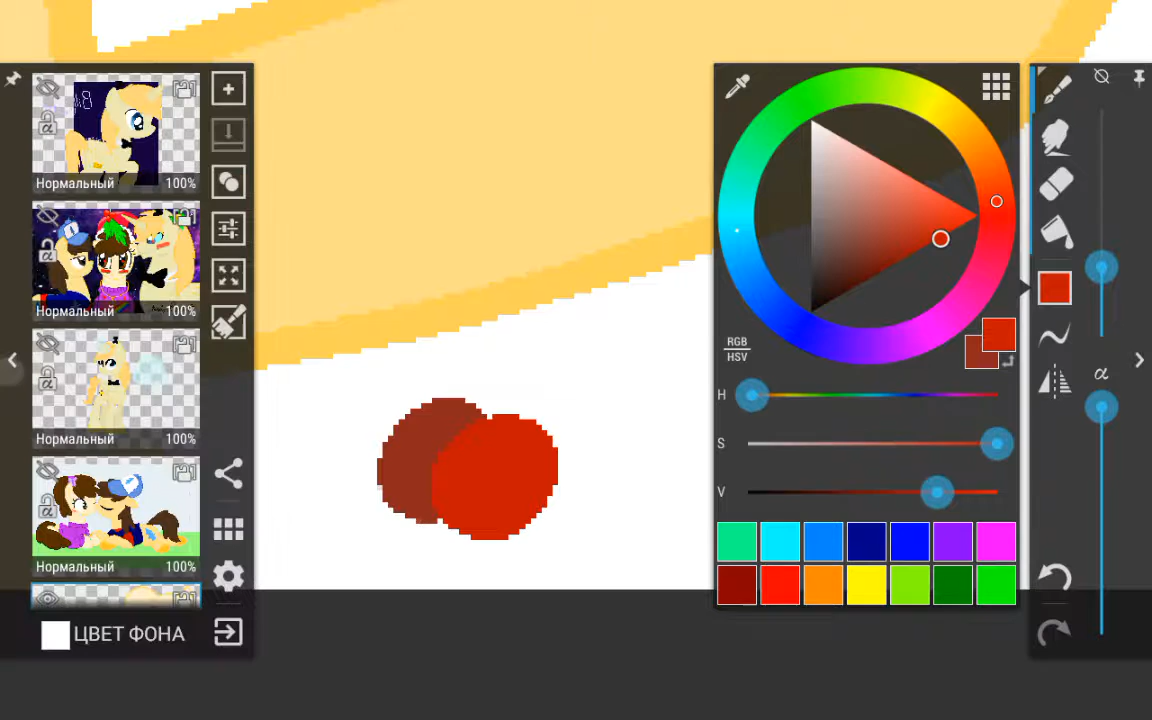 Нормальный 100%
Нормальный 100%
Нормальный 100%
Нормальный 100%
ЦВЕТ ФОНА
RGB
HSV
H
S
V
α